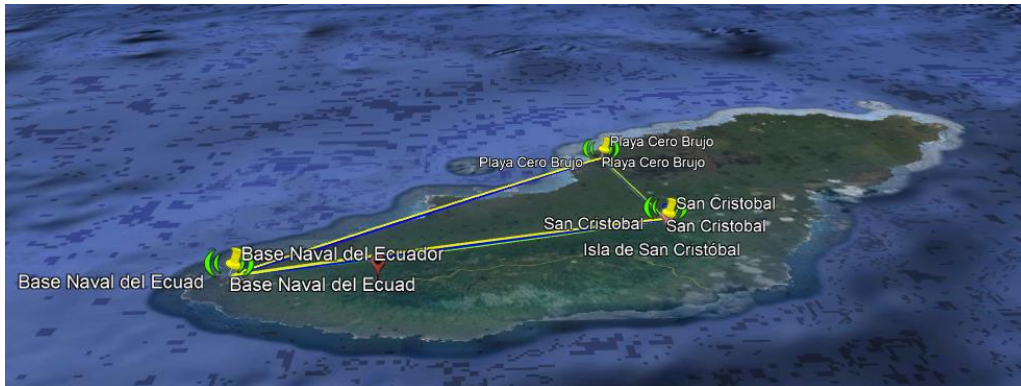 Playa Cero Brujo
Playa Cero Brujo Playa Cero Brujo
San Cristobal
San Cristobal San Cristobal
Isla de San Cristóbal
Base Naval del Ecuador
Base Naval del Ecuad Base Naval del Ecuad